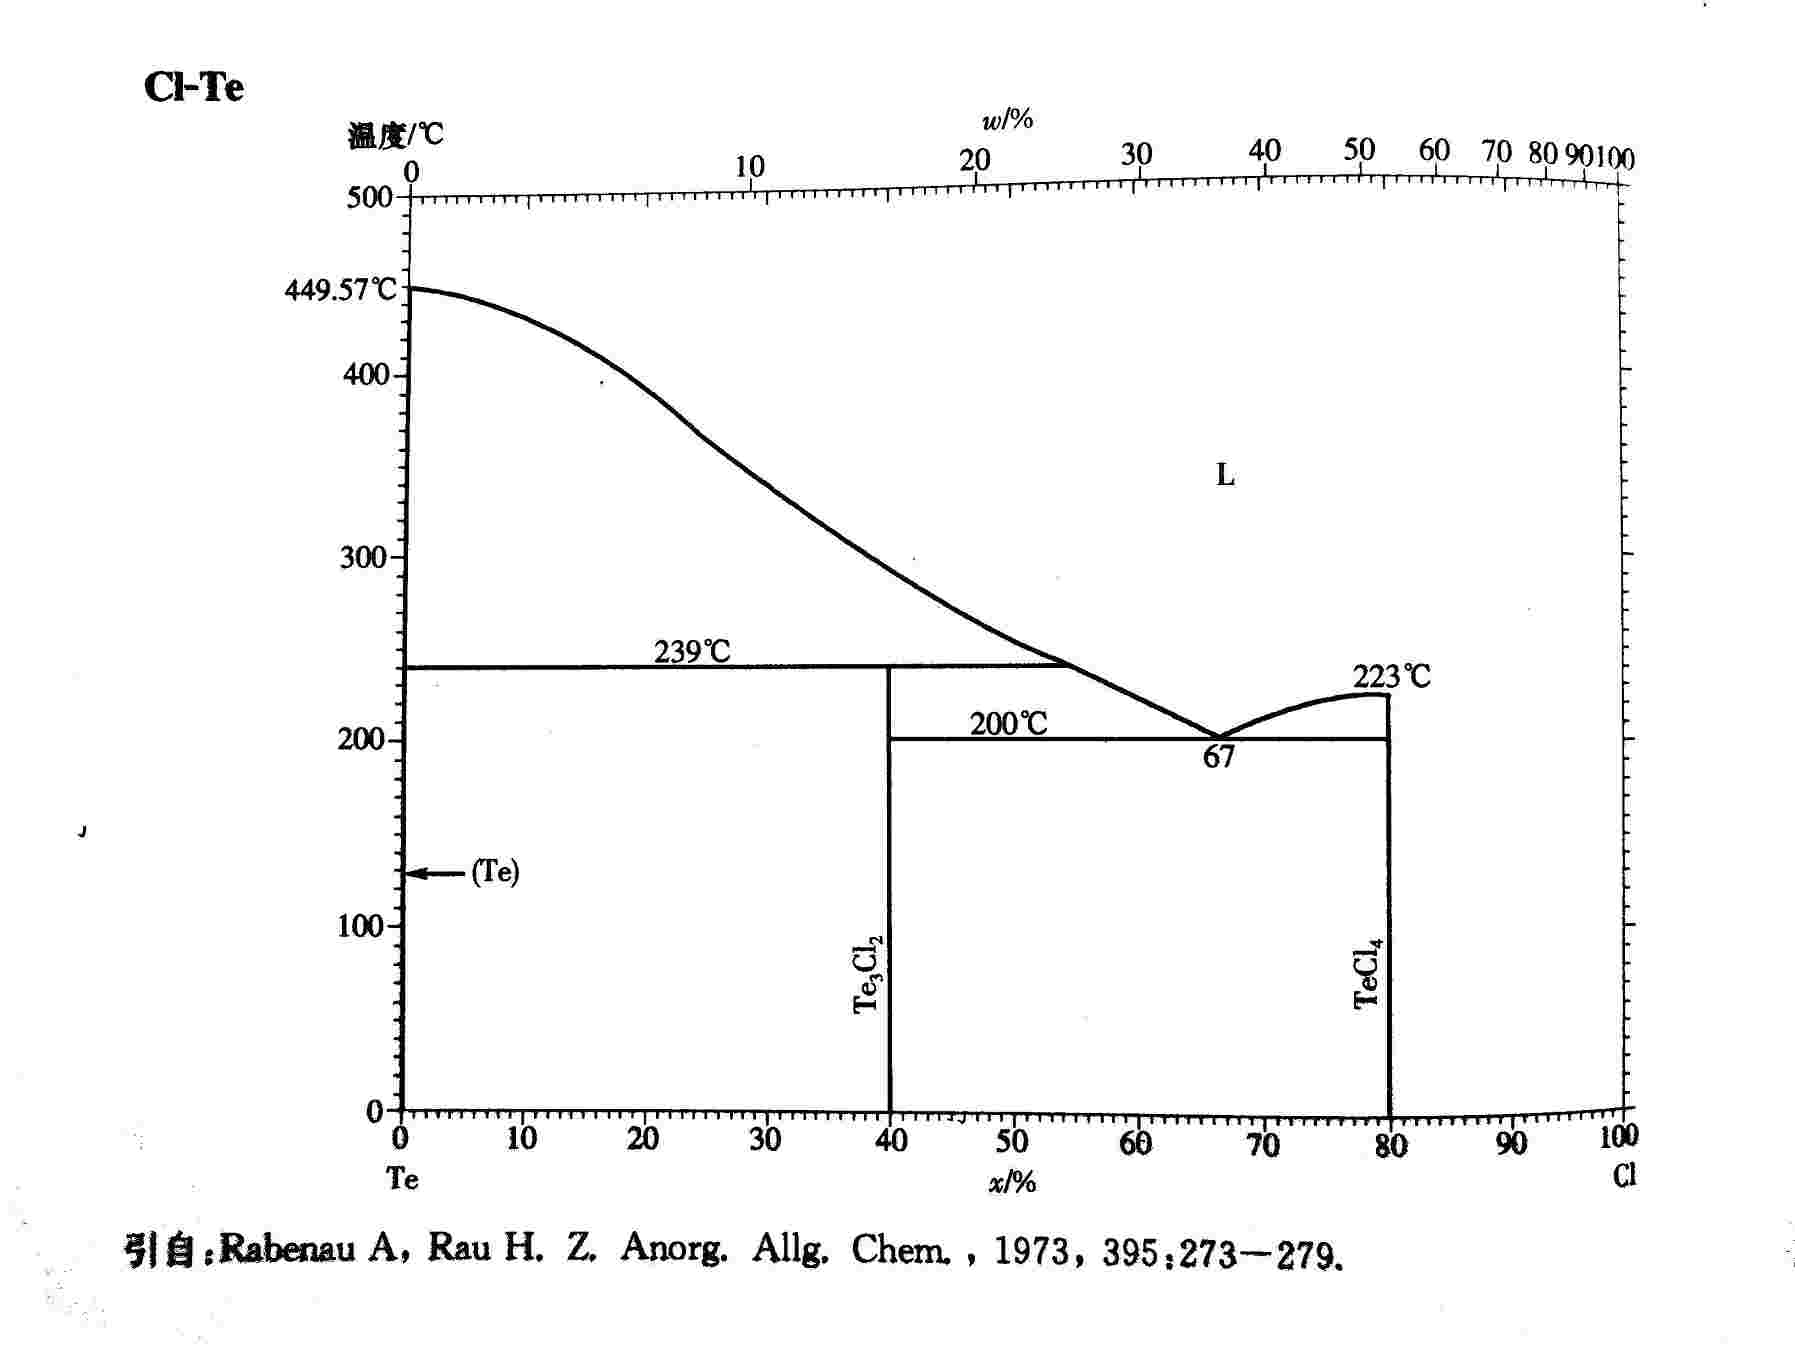 Cl-Te
温度/℃
w/%
0 10 20 30 40 50 60 70 80 90 100
500
449.57℃
400
L
300
239℃
223℃
200℃
200
67
(Te)
100
Te₃Cl₂
TeCl₄
0
0 10 20 30 40 50 60 70 80 90 100
Te x/% Cl
引自:Rabenau A, Rau H. Z. Anorg. Allg. Chem., 1973, 395:273—279.